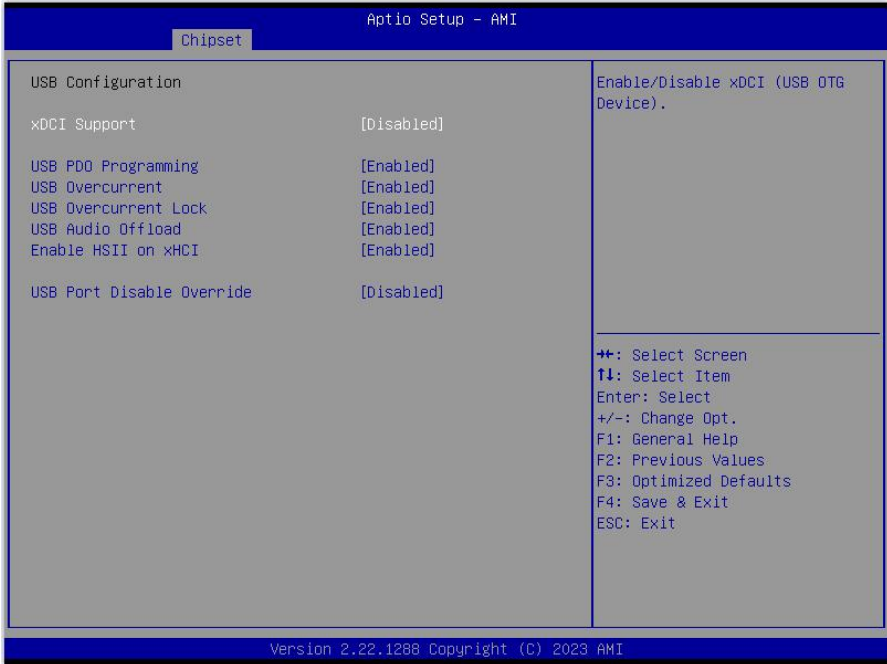 Aptio Setup - AMI
Chipset
USB Configuration
xDCI Support [Disabled]
USB PDO Programming [Enabled]
USB Overcurrent [Enabled]
USB Overcurrent Lock [Enabled]
USB Audio Offload [Enabled]
Enable HSII on xHCI [Enabled]
USB Port Disable Override [Disabled]
Enable/Disable xDCI (USB OTG
Device).
→←: Select Screen
↑↓: Select Item
Enter: Select
+/-: Change Opt.
F1: General Help
F2: Previous Values
F3: Optimized Defaults
F4: Save & Exit
ESC: Exit
Version 2.22.1288 Copyright (C) 2023 AMI